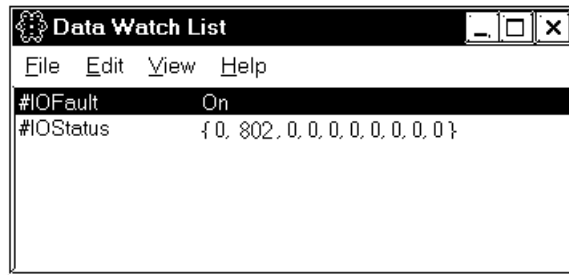 Data Watch List
File Edit View Help
#IOFault On
#IOStatus {0, 802, 0, 0, 0, 0, 0, 0, 0, 0}